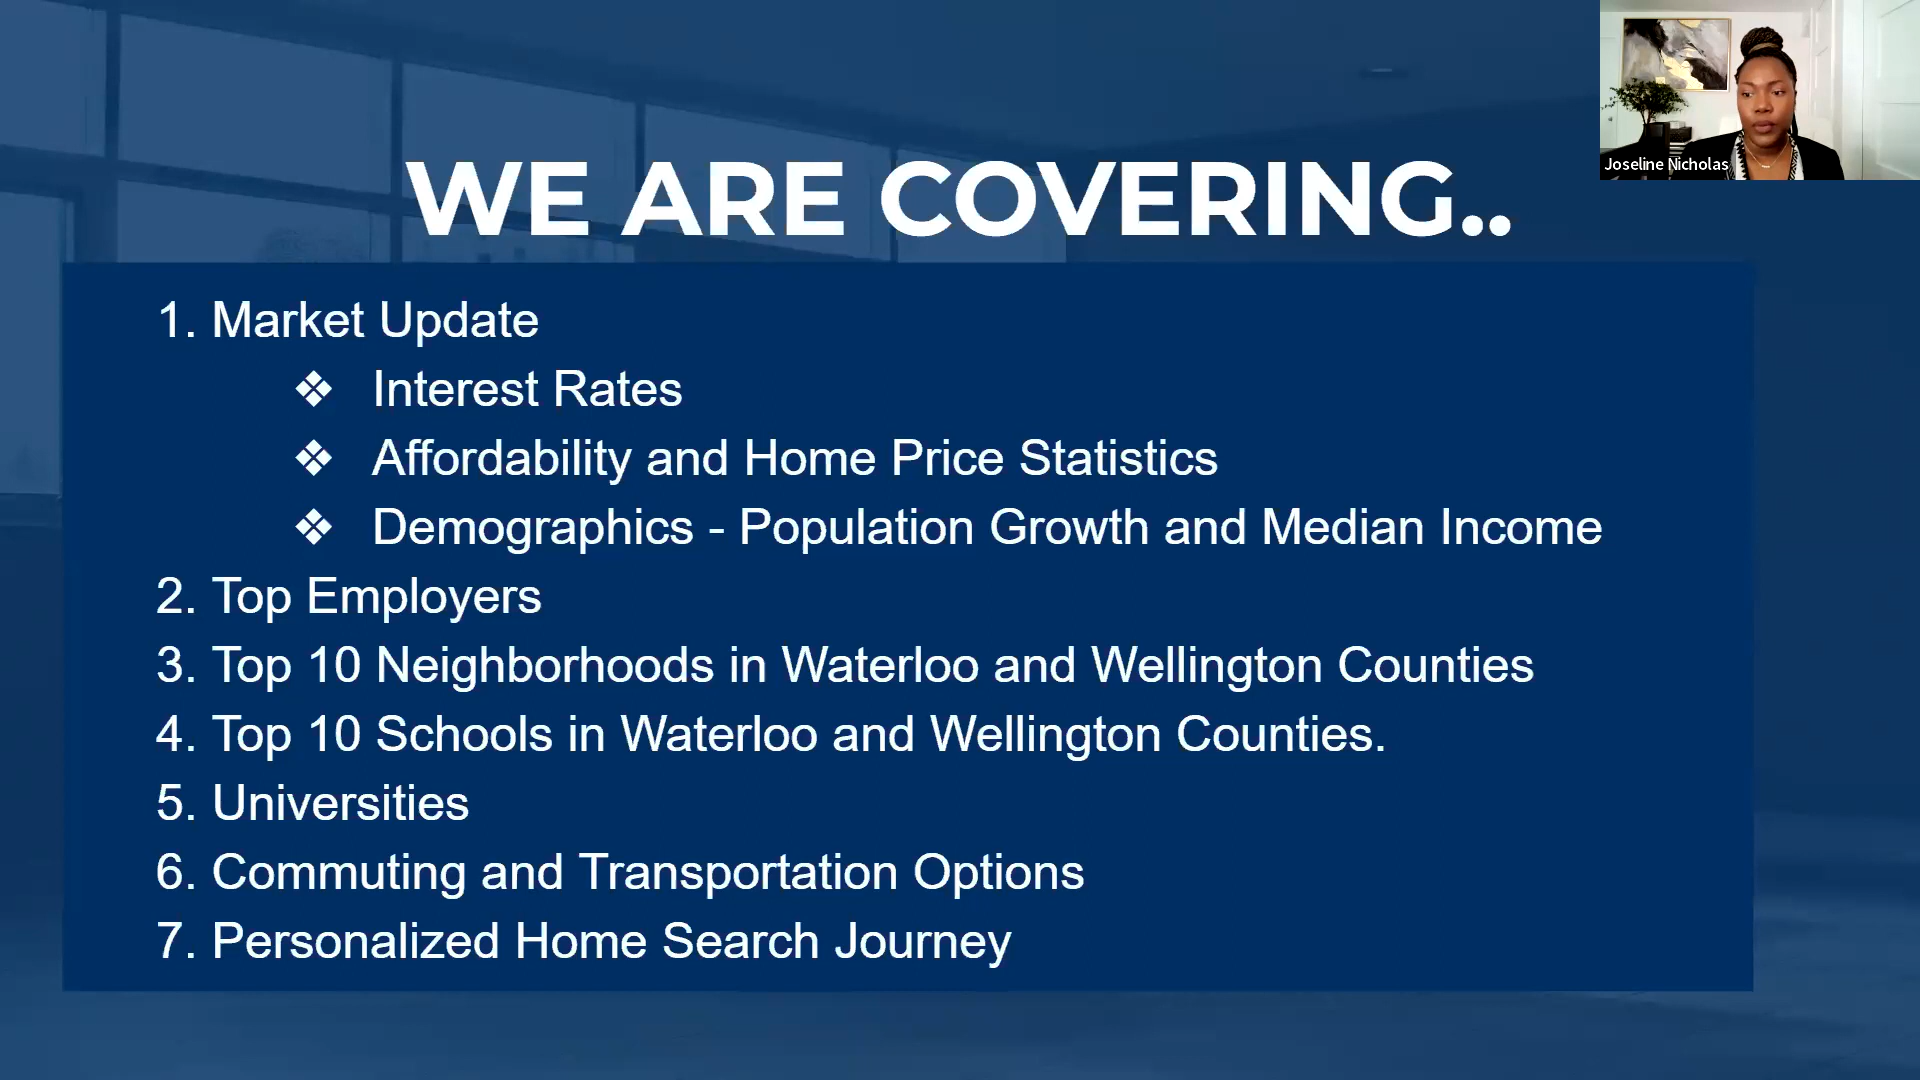 Joseline Nicholas
WE ARE COVERING..
1. Market Update
❖ Interest Rates
❖ Affordability and Home Price Statistics
❖ Demographics - Population Growth and Median Income
2. Top Employers
3. Top 10 Neighborhoods in Waterloo and Wellington Counties
4. Top 10 Schools in Waterloo and Wellington Counties.
5. Universities
6. Commuting and Transportation Options
7. Personalized Home Search Journey